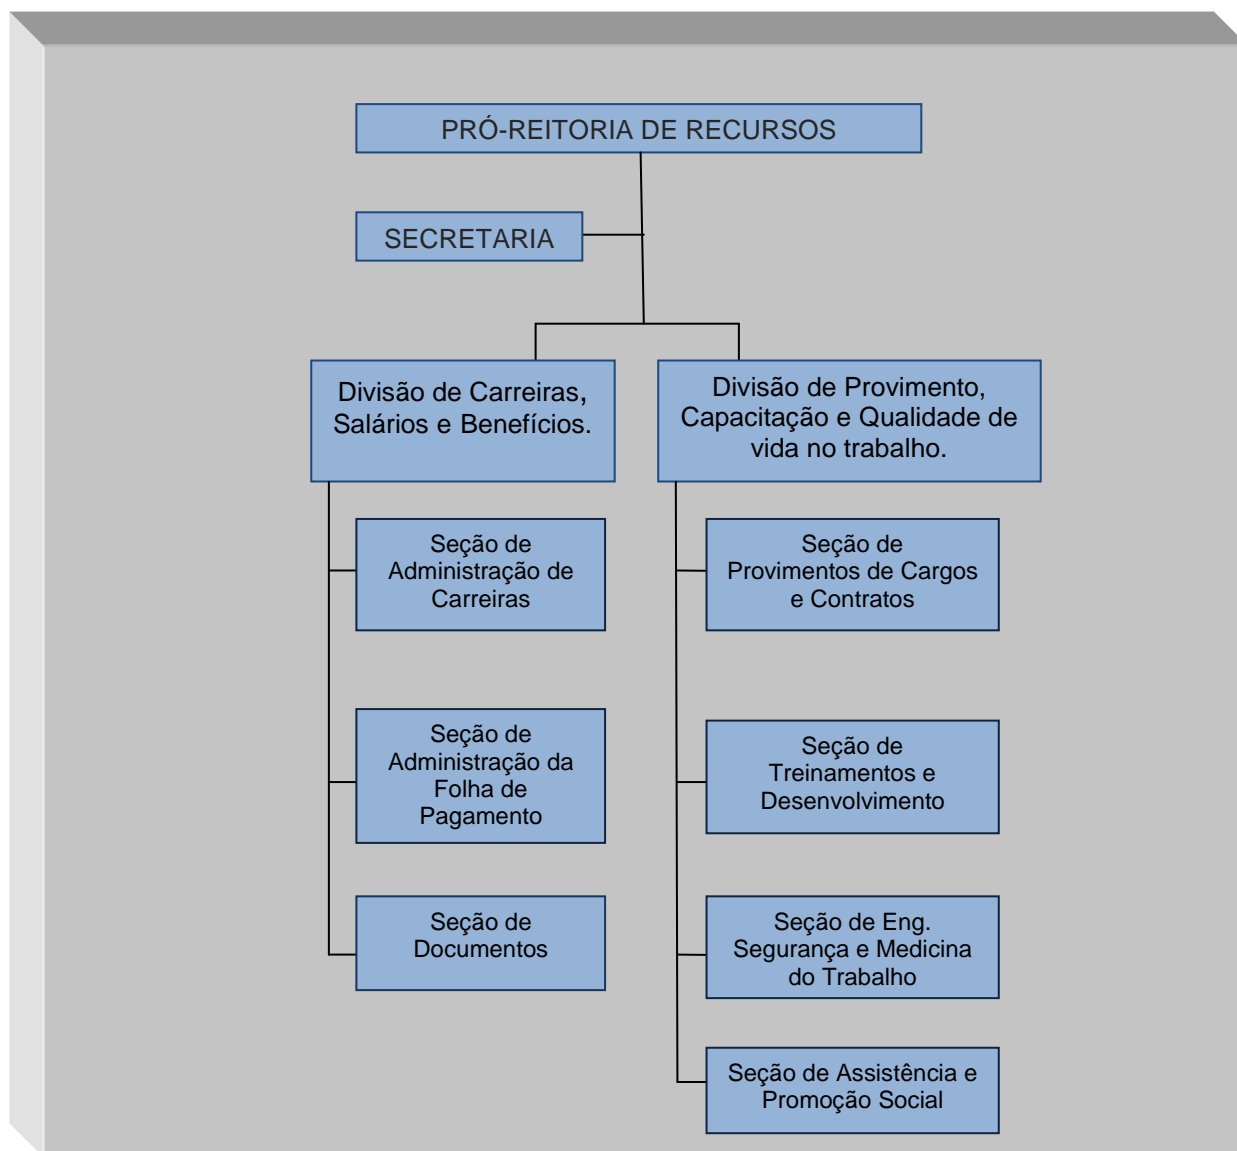 PRÓ-REITORIA DE RECURSOS
SECRETARIA
Divisão de Carreiras,
Salários e Benefícios.
Divisão de Provimento,
Capacitação e Qualidade de
vida no trabalho.
Seção de
Administração de
Carreiras
Seção de
Provimentos de Cargos
e Contratos
Seção de
Administração da
Folha de
Pagamento
Seção de
Treinamentos e
Desenvolvimento
Seção de
Documentos
Seção de Eng.
Segurança e Medicina
do Trabalho
Seção de Assistência e
Promoção Social